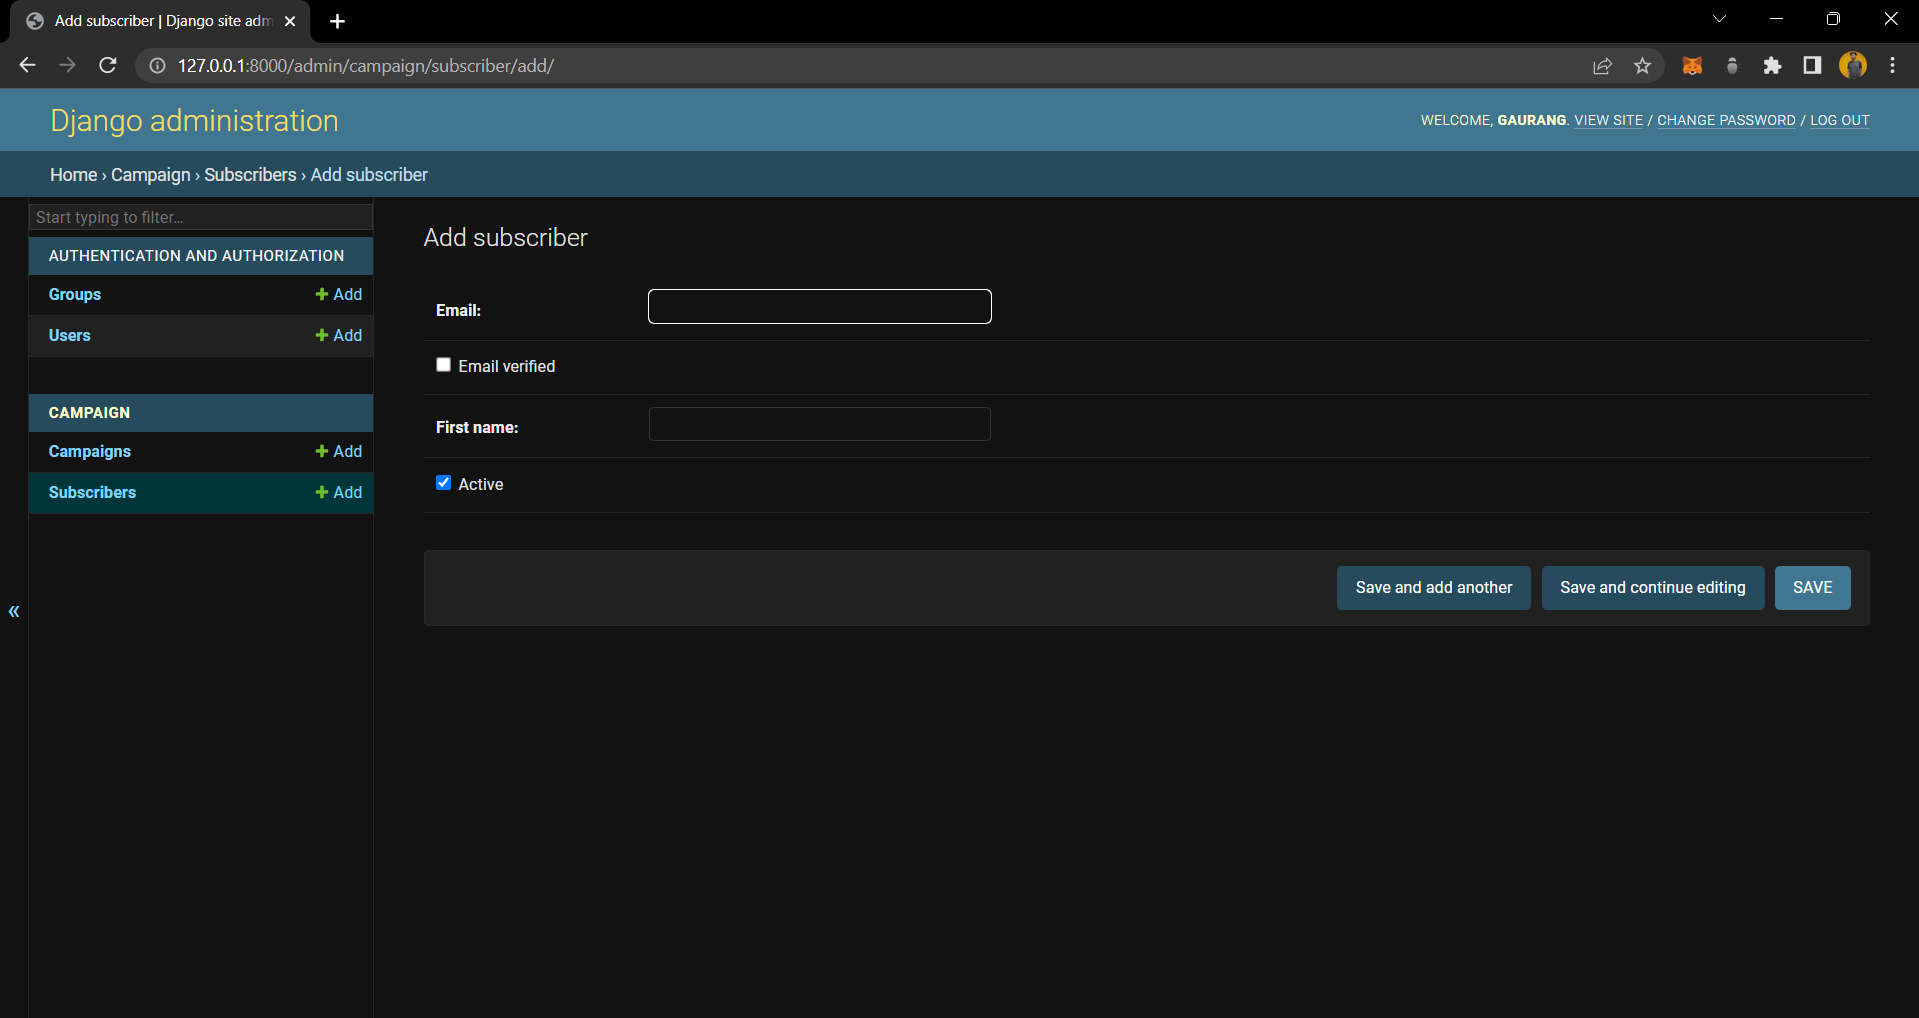 Add subscriber | Django site adm
127.0.0.1:8000/admin/campaign/subscriber/add/
Django administration
WELCOME, GAURANG. VIEW SITE / CHANGE PASSWORD / LOG OUT
Home › Campaign › Subscribers › Add subscriber
Start typing to filter...
AUTHENTICATION AND AUTHORIZATION
Groups + Add
Users + Add
CAMPAIGN
Campaigns + Add
Subscribers + Add
«
Add subscriber
Email:
Email verified
First name:
Active
Save and add another Save and continue editing SAVE